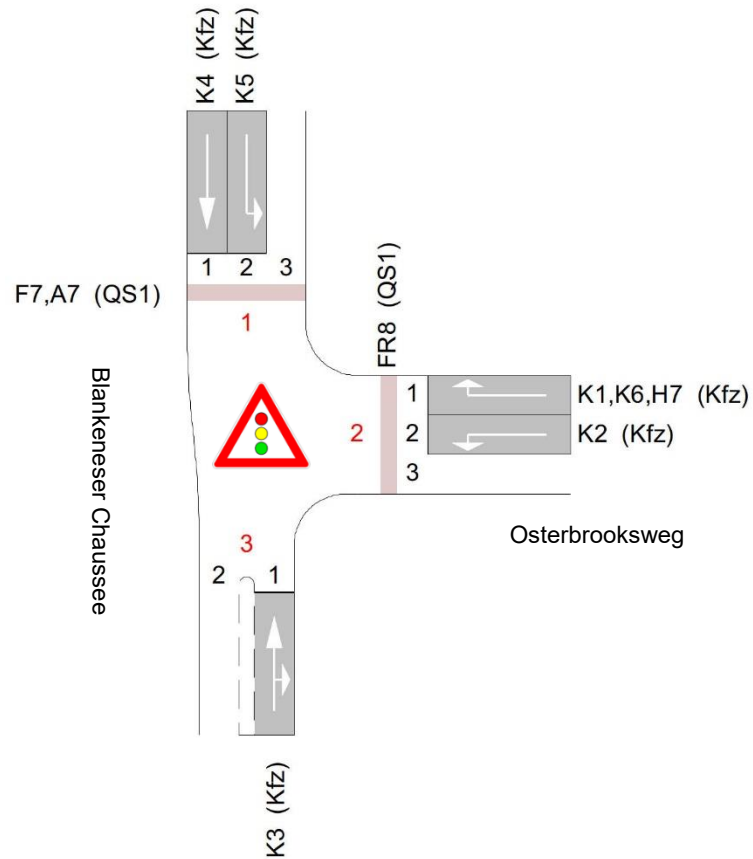 K4 (Kfz)
K5 (Kfz)
1 2 3
F7,A7 (QS1)
1
FR8 (QS1)
Blankeneser Chaussee
1
K1,K6,H7 (Kfz)
2
2
K2 (Kfz)
3
Osterbrooksweg
3
2 1
K3 (Kfz)